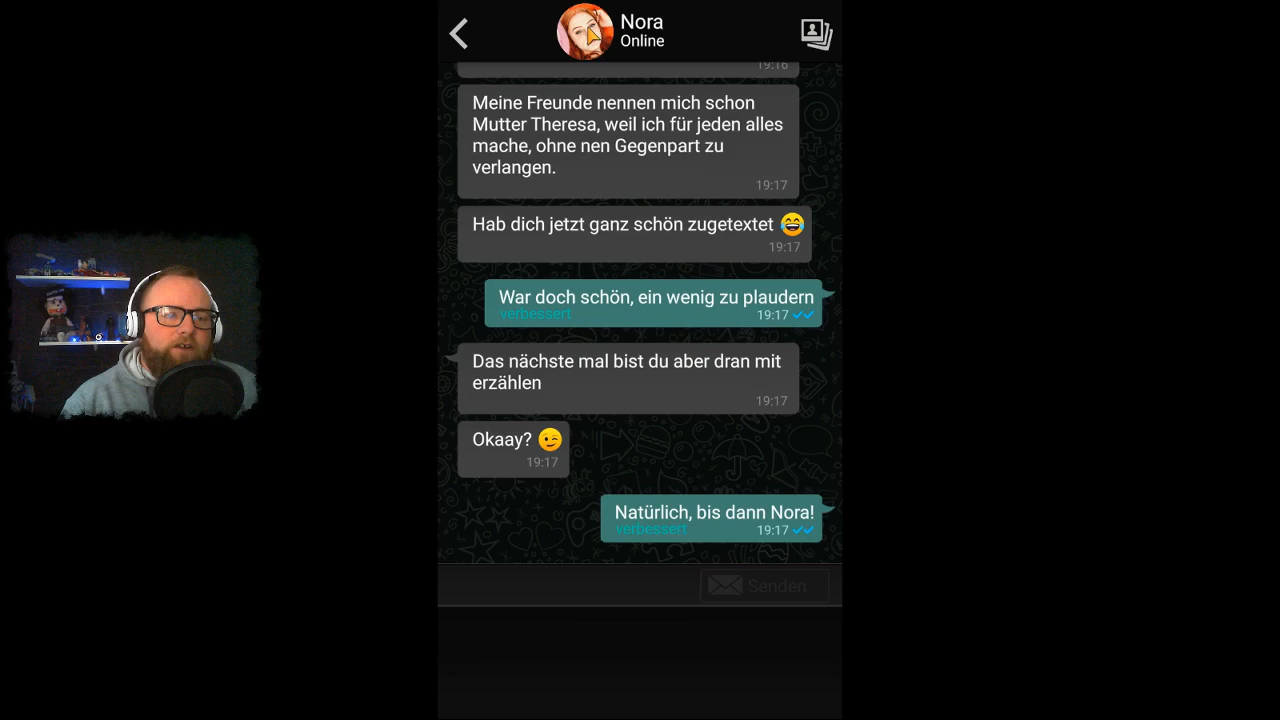 Nora
Online
19:16
Meine Freunde nennen mich schon
Mutter Theresa, weil ich für jeden alles
mache, ohne nen Gegenpart zu
verlangen.
19:17
Hab dich jetzt ganz schön zugetextet 😂
19:17
War doch schön, ein wenig zu plaudern
verbessert 19:17
Das nächste mal bist du aber dran mit
erzählen
19:17
Okaay? 😉
19:17
Natürlich, bis dann Nora!
verbessert 19:17
Senden